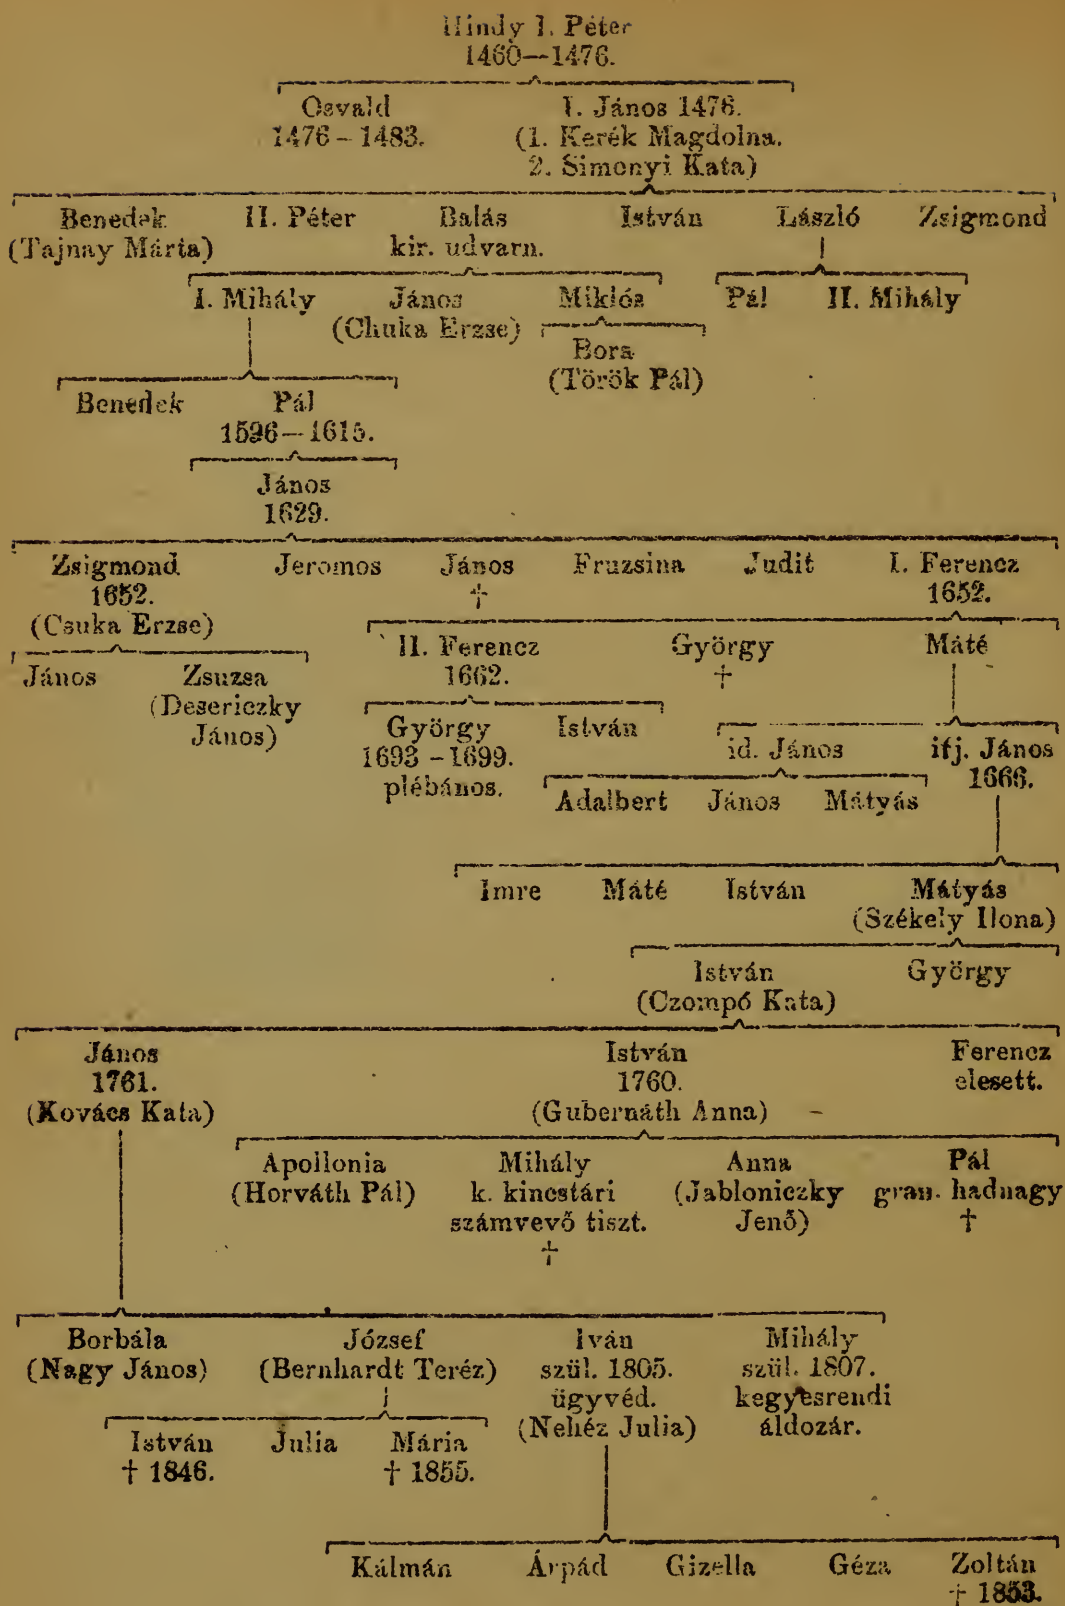 Hindy I. Péter
1460—1476.
Osvald I. János 1476.
1476 – 1483. (1. Kerék Magdolna.
2. Simonyi Kata)
Benedek II. Péter Balás István László Zsigmond
(Tajnay Márta) kir. udvarn.
I. Mihály János Miklós Pál II. Mihály
(Chuka Erzse)
Bora
(Török Pál)
Benedek Pál
1596—1615.
János
1629.
Zsigmond Jeromos János Fruzsina Judit I. Ferencz
1652. † 1652.
(Csuka Erzse)
II. Ferencz György Máté
1662. †
János Zsuzsa
(Desericzky
János)
György István id. János ifj. János
1693 – 1699. 1666.
plébános.
Adalbert János Mátyás
Imre Máté István Mátyás
(Székely Ilona)
István György
(Czompó Kata)
János István Ferencz
1761. 1760. elesett.
(Kovács Kata) (Gubernáth Anna)
Apollonia Mihály Anna Pál
(Horváth Pál) k. kincstári (Jabloniczky gran. hadnagy
számvevő tiszt. Jenő) †
†
Borbála József Iván Mihály
(Nagy János) (Bernhardt Teréz) szül. 1805. szül. 1807.
ügyvéd. kegyesrendi
(Nehéz Julia) áldozár.
István Julia Mária
† 1846. † 1855.
Kálmán Árpád Gizella Géza Zoltán
† 1853.